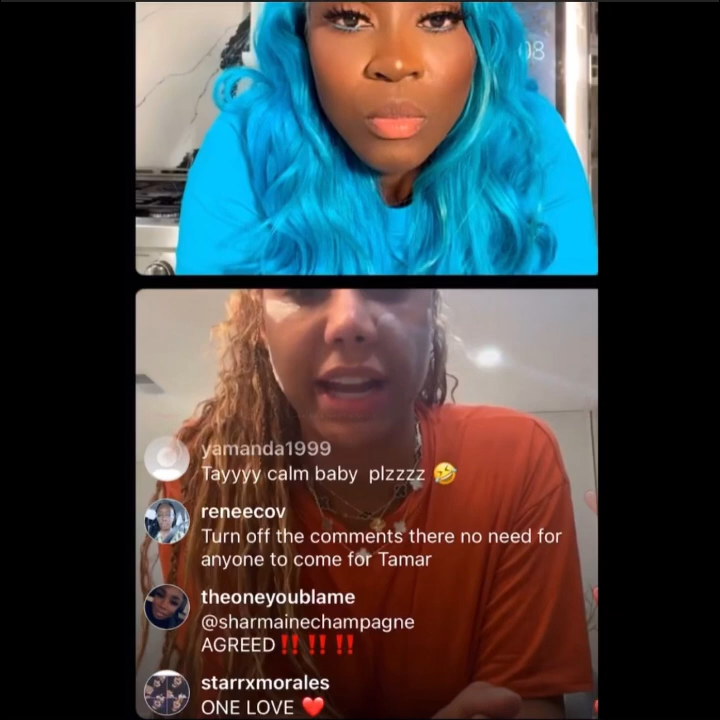 08
yamanda1999
Tayyyy calm baby plzzzz 🤣
reneecov
Turn off the comments there no need for
anyone to come for Tamar
theoneyoublame
@sharmainechampagne
AGREED‼️‼️‼️
starrxmorales
ONE LOVE ❤️